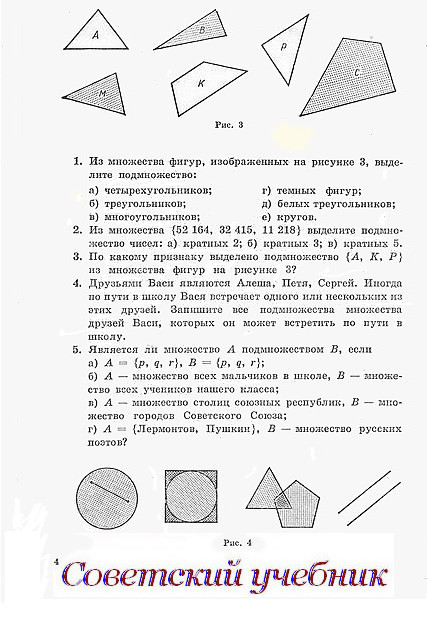 A B P C
M K
Рис. 3
1. Из множества фигур, изображенных на рисунке 3, выде-
лите подмножество:
а) четырехугольников; г) темных фигур;
б) треугольников; д) белых треугольников;
в) многоугольников; е) кругов.
2. Из множества {52 164, 32 415, 11 218} выделите подмно-
жество чисел: а) кратных 2; б) кратных 3; в) кратных 5.
3. По какому признаку выделено подмножество {A, K, P}
из множества фигур на рисунке 3?
4. Друзьями Васи являются Алеша, Петя, Сергей. Иногда
по пути в школу Вася встречает одного или нескольких из
этих друзей. Запишите все подмножества множества
друзей Васи, которых он может встретить по пути в
школу.
5. Является ли множество A подмножеством B, если
а) A = {p, q, r}, B = {p, q, r};
б) A — множество всех мальчиков в школе, B — множе-
ство всех учеников нашего класса;
в) A — множество столиц союзных республик, B — мно-
жество городов Советского Союза;
г) A = {Лермонтов, Пушкин}, B — множество русских
поэтов?
Рис. 4
4
Советский учебник